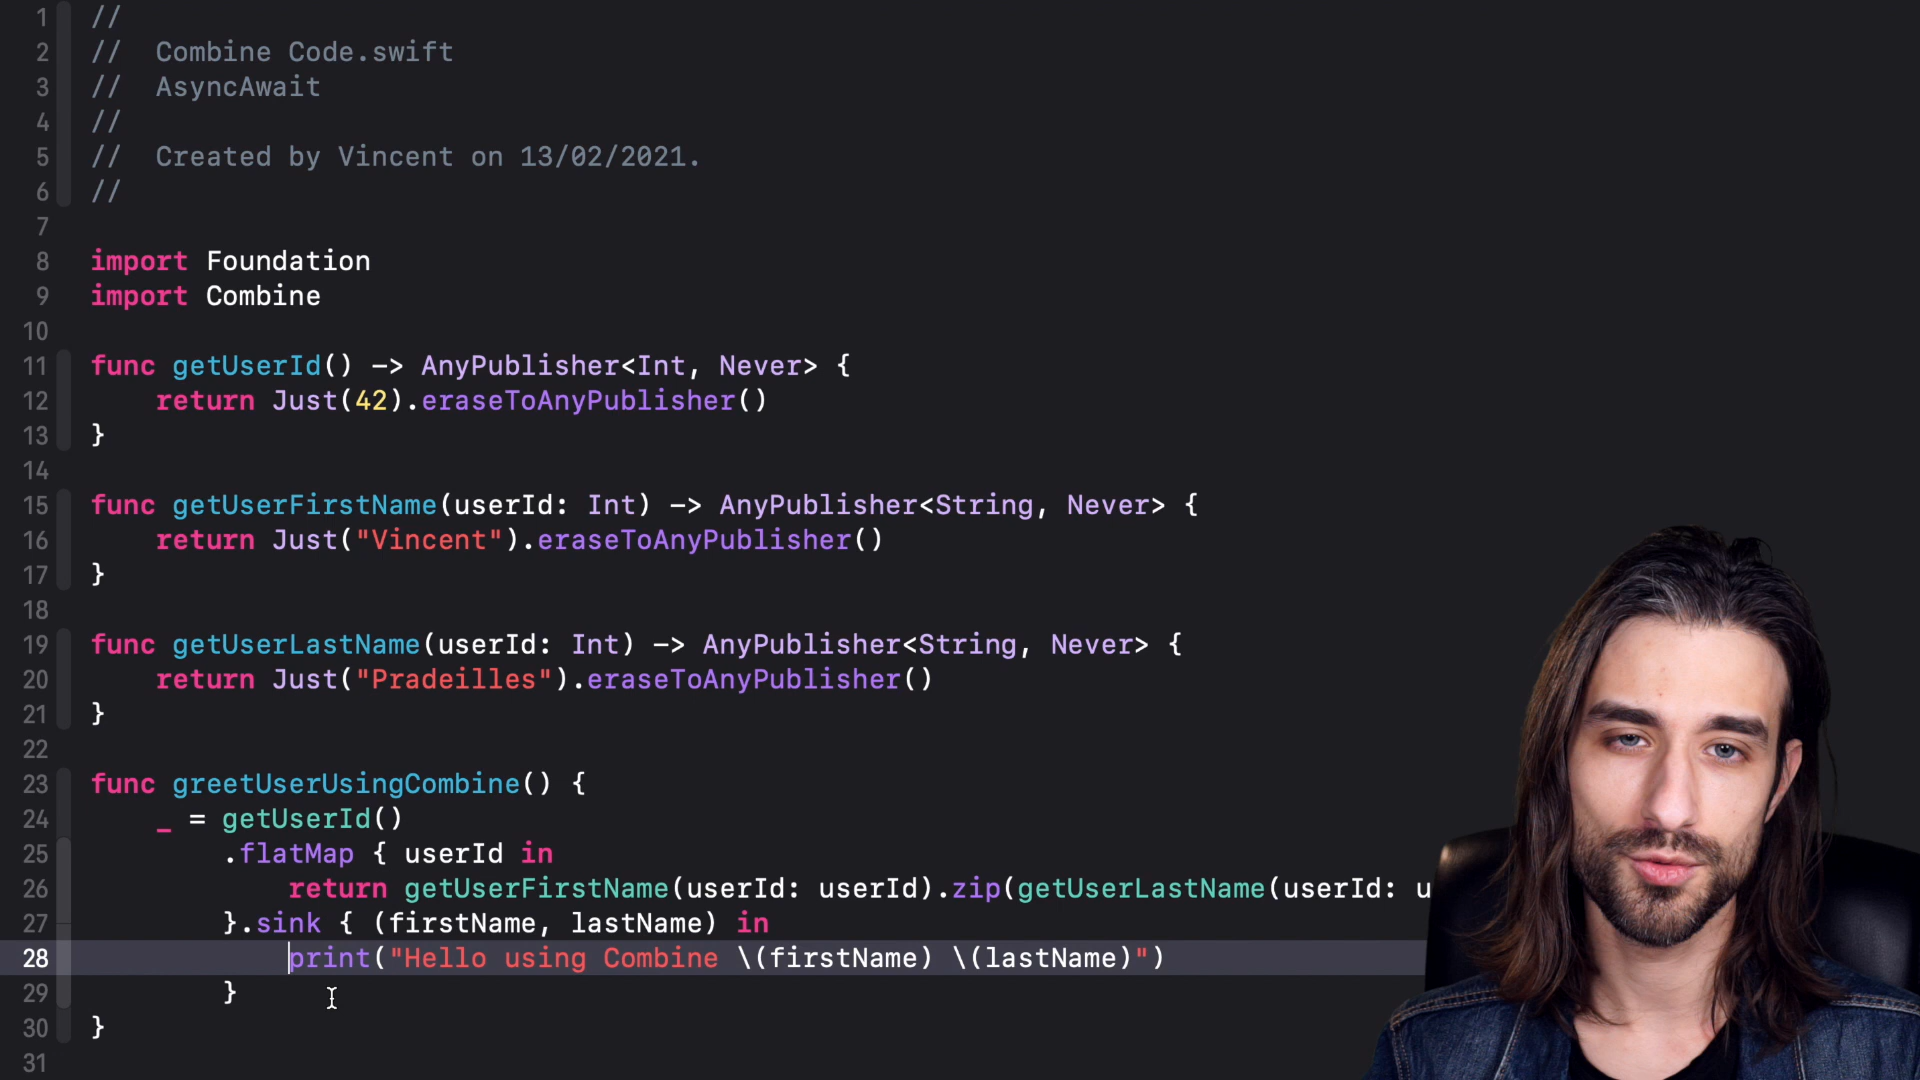 1 //
2 // Combine Code.swift
3 // AsyncAwait
4 //
5 // Created by Vincent on 13/02/2021.
6 //
7
8 import Foundation
9 import Combine
10
11 func getUserId() -> AnyPublisher<Int, Never> {
12     return Just(42).eraseToAnyPublisher()
13 }
14
15 func getUserFirstName(userId: Int) -> AnyPublisher<String, Never> {
16     return Just("Vincent").eraseToAnyPublisher()
17 }
18
19 func getUserLastName(userId: Int) -> AnyPublisher<String, Never> {
20     return Just("Pradeilles").eraseToAnyPublisher()
21 }
22
23 func greetUserUsingCombine() {
24     _ = getUserId()
25         .flatMap { userId in
26             return getUserFirstName(userId: userId).zip(getUserLastName(userId: u
27         }.sink { (firstName, lastName) in
28             print("Hello using Combine \(firstName) \(lastName)")
29         }
30 }
31